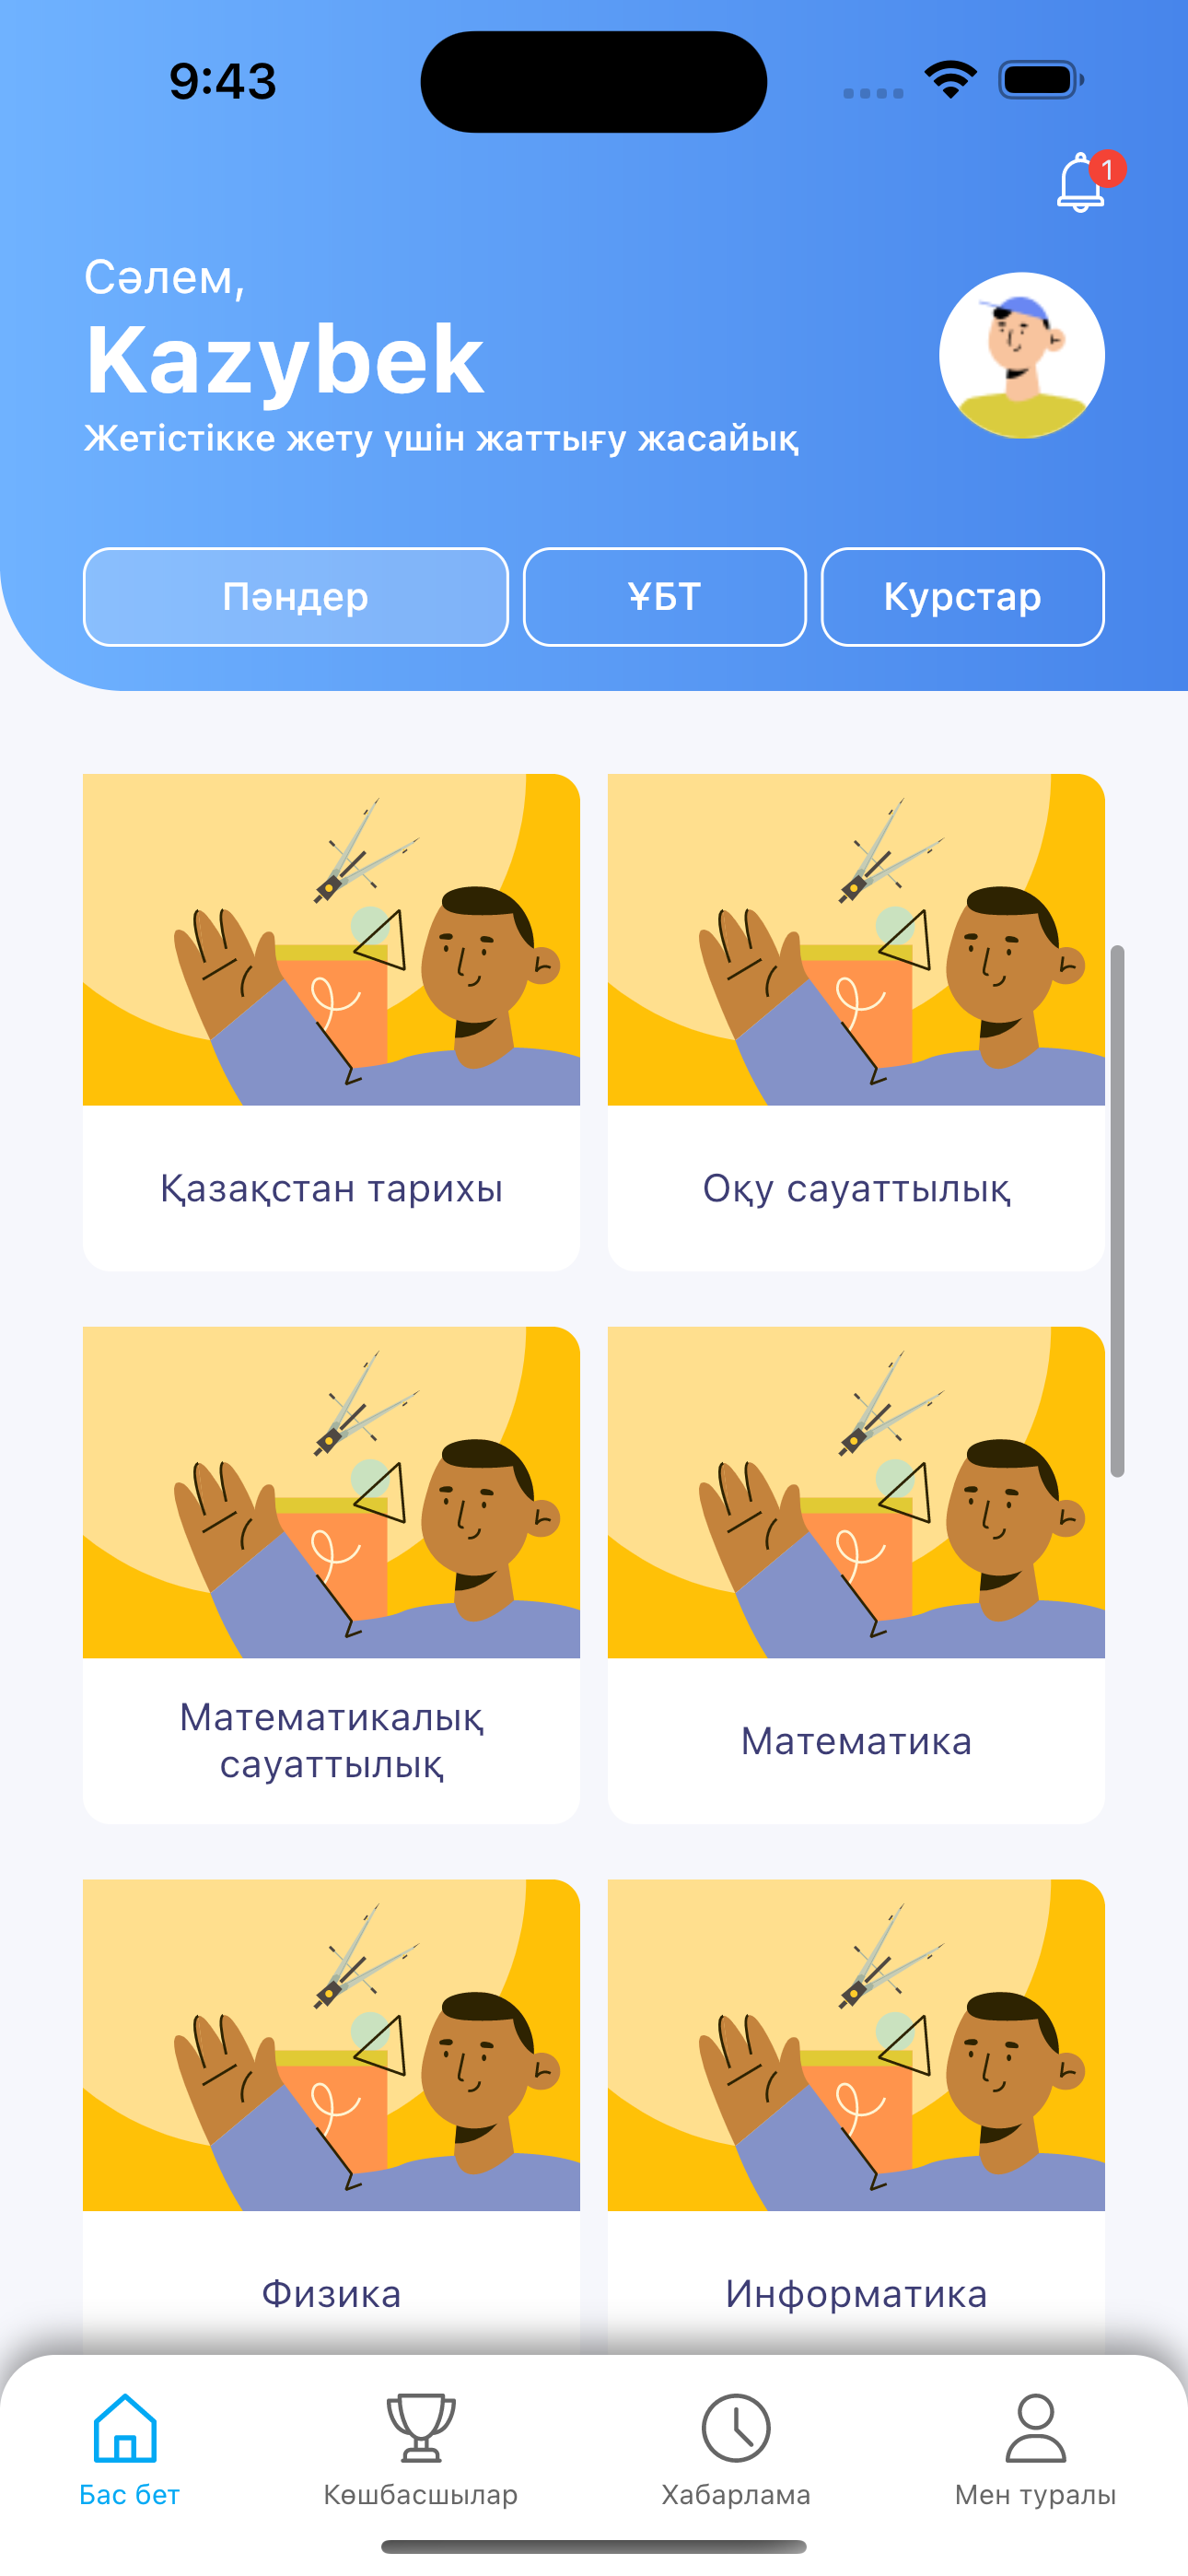 9:43
1
Сәлем,
Kazybek
Жетістікке жету үшін жаттығу жасайық
Пәндер
ҰБТ
Курстар
Қазақстан тарихы
Оқу сауаттылық
Математикалық
сауаттылық
Математика
Физика
Информатика
Бас бет
Көшбасшылар
Хабарлама
Мен туралы